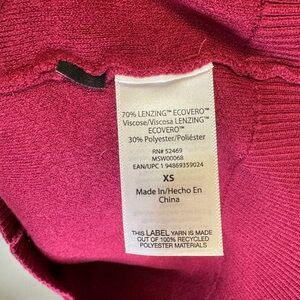 70% LENZING™ ECOVERO™
Viscose/Viscosa LENZING™
ECOVERO™
30% Polyester/Poliéster
RN# 52469
MSW00068
EAN/UPC 1 94869359024
XS
Made In/Hecho En
China
THIS LABEL YARN IS MADE
OUT OF 100% RECYCLED
POLYESTER MATERIALS